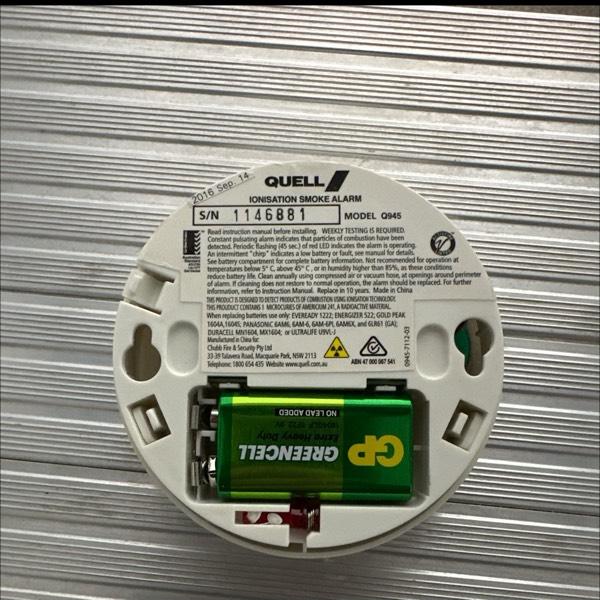 2016 Sep. 14
QUELL
IONISATION SMOKE ALARM
S/N 1146881 MODEL Q945
Read instruction manual before installing. WEEKLY TESTING IS REQUIRED.
Constant pulsating alarm indicates that particles of combustion have been
detected. Periodic flashing (45 sec.) of red LED indicates the alarm is operating.
An intermittent "chirp" indicates a low battery or fault, see manual for details.
See battery compartment for complete battery information. Not recommended for operation at
temperatures below 5° C, above 45° C, or in humidity higher than 85%, as these conditions
reduce battery life. Clean annually using compressed air or vacuum hose, at openings around perimeter
of alarm. If cleaning does not restore to normal operation, the alarm should be replaced. For further
information, refer to Instruction Manual. Replace in 10 years. Made in China
THIS PRODUCT IS DESIGNED TO DETECT PRODUCTS OF COMBUSTION USING IONISATION TECHNOLOGY.
THIS PRODUCT CONTAINS 1 MICROCURIES OF AMERICIUM 241, A RADIOACTIVE MATERIAL.
When replacing batteries use only: EVEREADY 1222; ENERGIZER 522; GOLD PEAK
1604A,1604S; PANASONIC 6AM6, 6AM-6, 6AM-6PI, 6AM6X, and 6LR61 (GA);
DURACELL MN1604, MX1604; or ULTRALIFE U9VL-J
Manufactured in China for:
Chubb Fire & Security Pty Ltd
33-39 Talavera Road, Macquarie Park, NSW 2113
Telephone: 1800 654 435 Website www.quell.com.au
ABN 47 000 067 541
0945-7112-03
NO LEAD ADDED
1604GLF 6F22 9V
Extra Heavy Duty
GREENCELL
GP